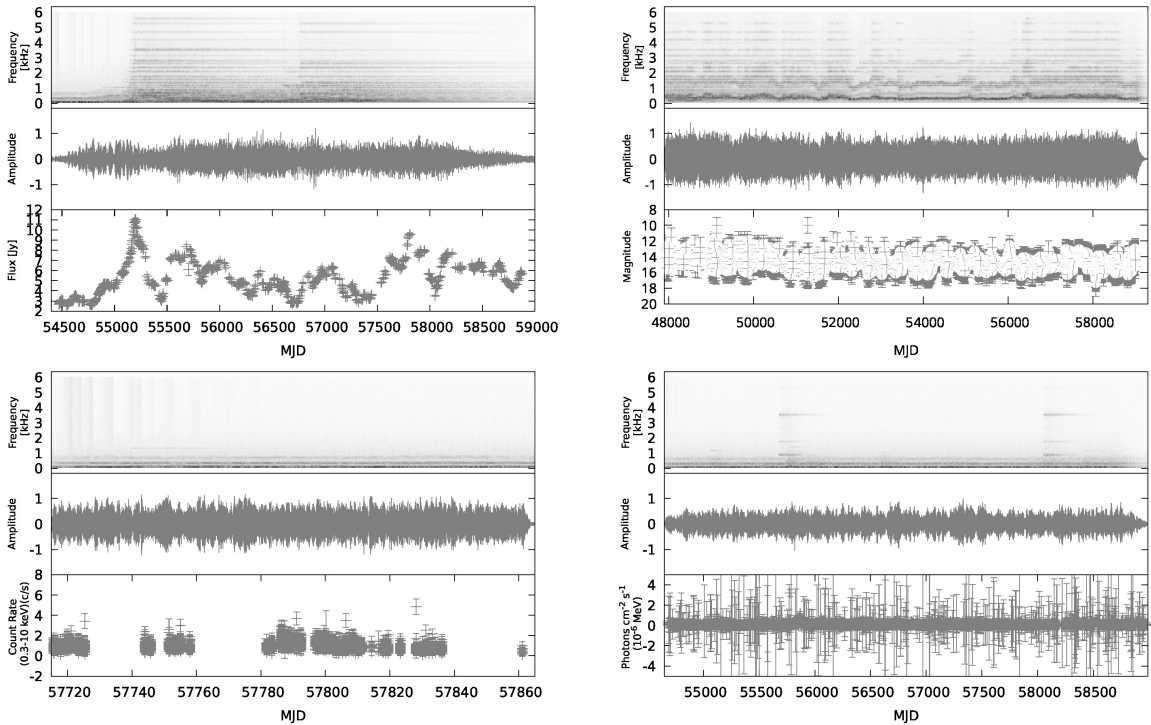 Frequency
[kHz]
6
5
4
3
2
1
0
Amplitude
1
0
-1
Flux [Jy]
12
11
10
9
8
7
6
5
4
3
2
54500 55000 55500 56000 56500 57000 57500 58000 58500 59000
MJD
Frequency
[kHz]
6
5
4
3
2
1
0
Amplitude
1
0
-1
Magnitude
8
10
12
14
16
18
20
48000 50000 52000 54000 56000 58000
MJD
Frequency
[kHz]
6
5
4
3
2
1
0
Amplitude
1
0
-1
Count Rate
(0.3-10 keV)(c/s)
8
6
4
2
0
-2
57720 57740 57760 57780 57800 57820 57840 57860
MJD
Frequency
[kHz]
6
5
4
3
2
1
0
Amplitude
1
0
-1
Photons cm⁻² s⁻¹
(10⁻⁶ MeV)
4
2
0
-2
-4
55000 55500 56000 56500 57000 57500 58000 58500
MJD